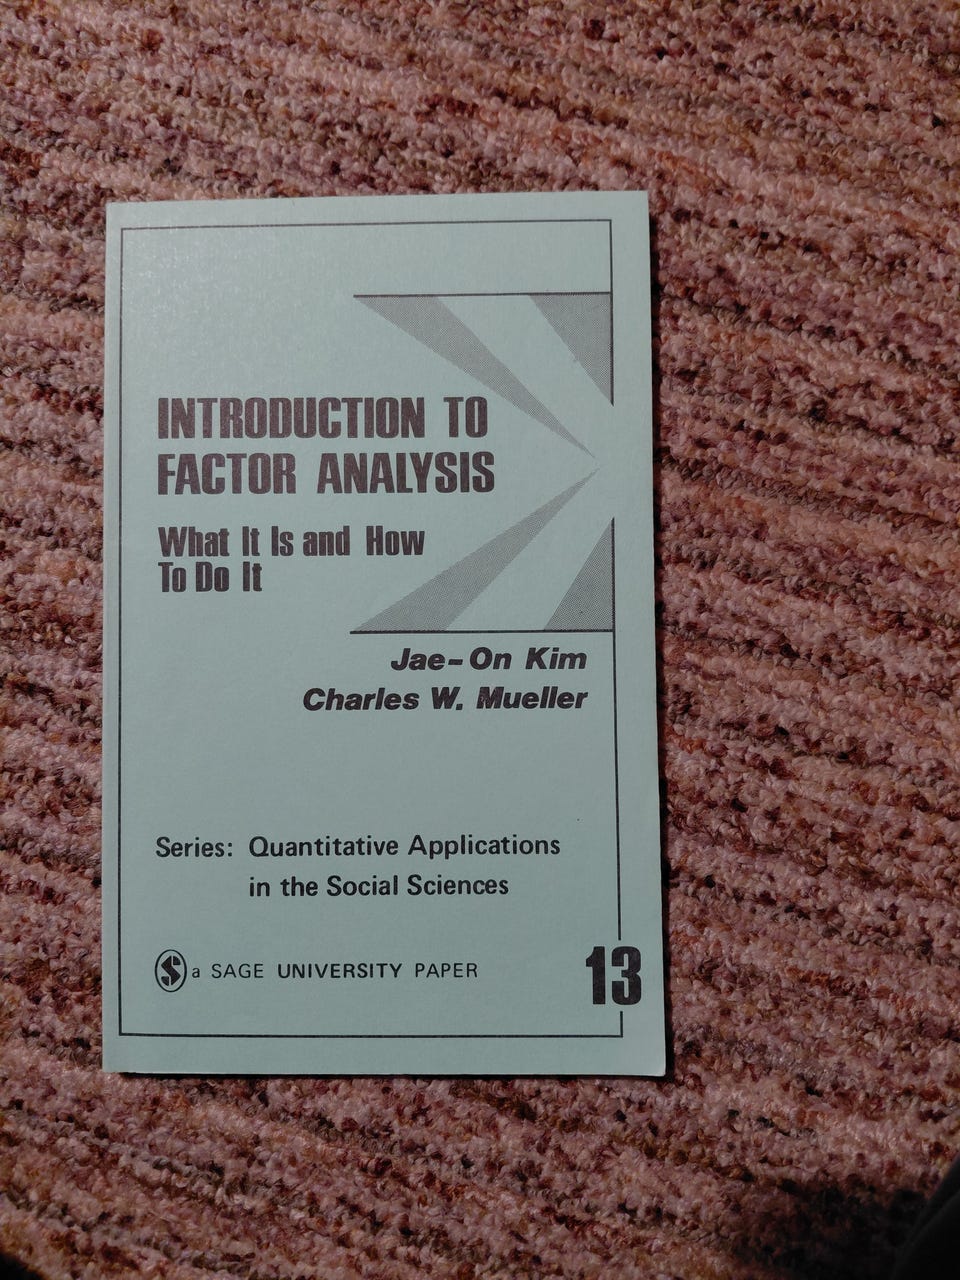 INTRODUCTION TO
FACTOR ANALYSIS
What It Is and How
To Do It
Jae-On Kim
Charles W. Mueller
Series: Quantitative Applications
in the Social Sciences
S a SAGE UNIVERSITY PAPER
13